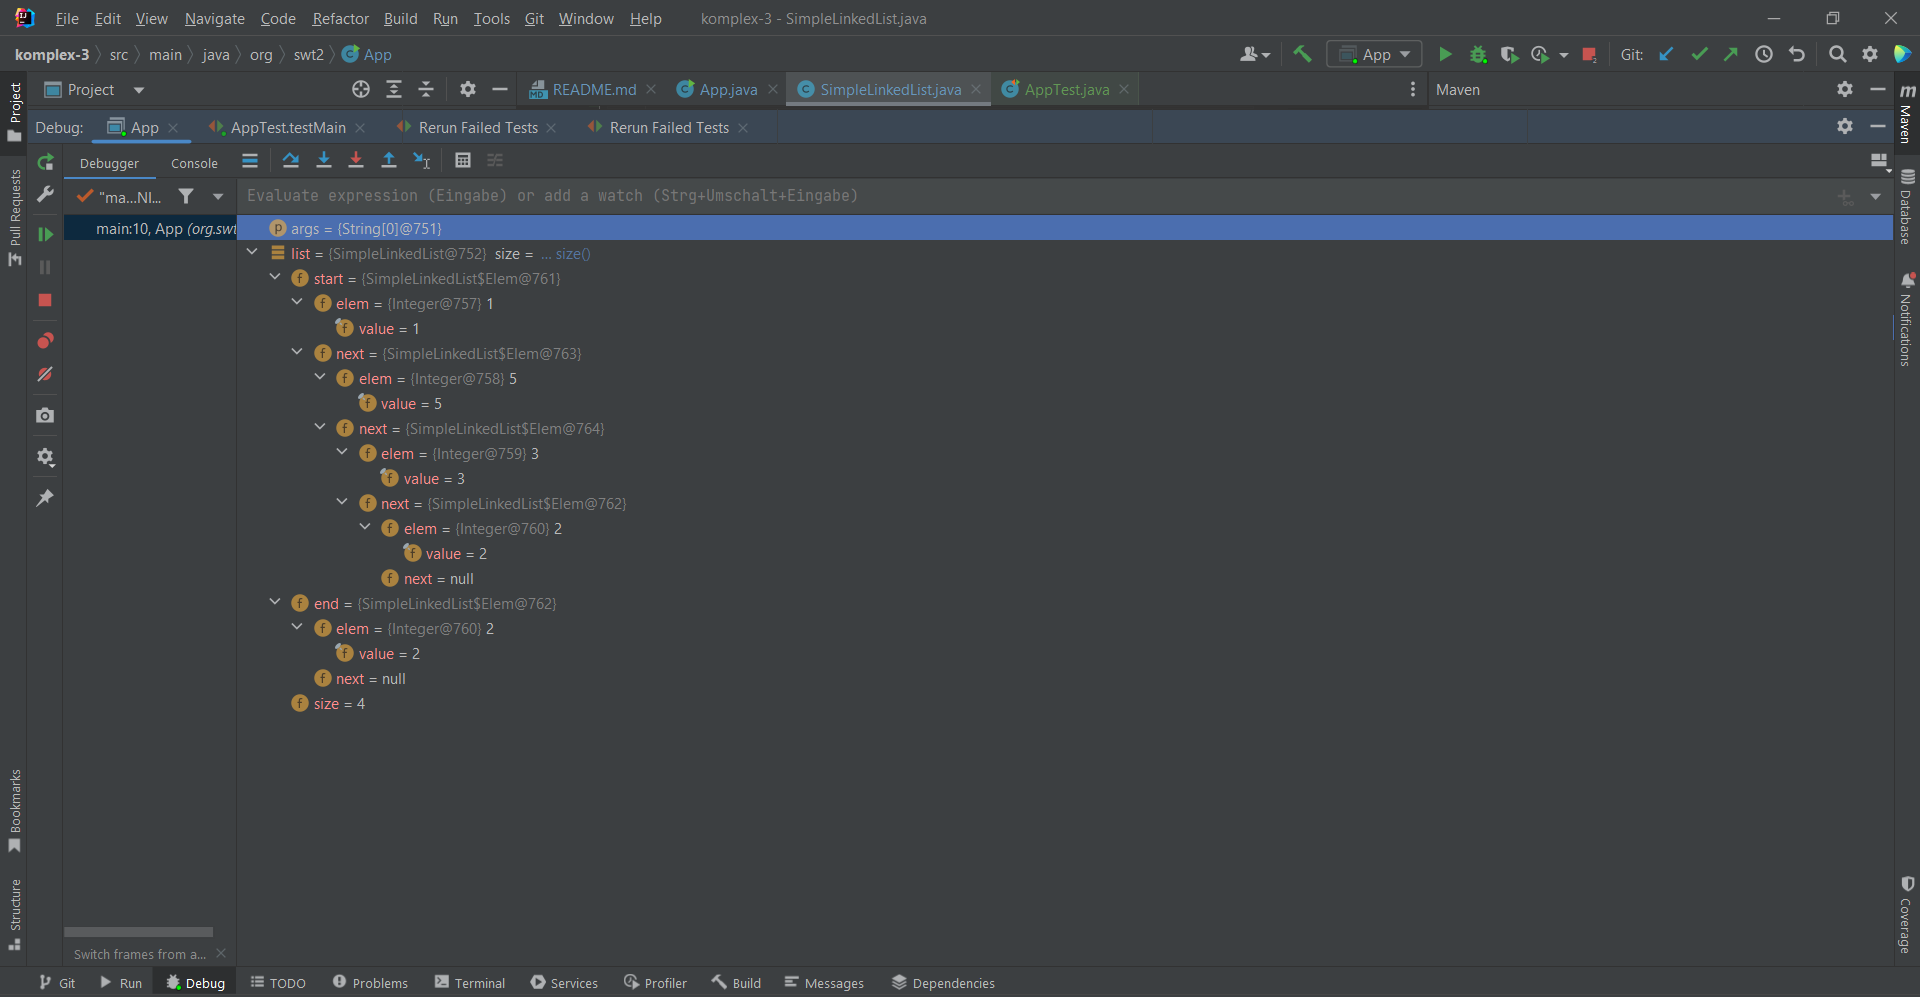 File Edit View Navigate Code Refactor Build Run Tools Git Window Help komplex-3 - SimpleLinkedList.java
komplex-3 src main java org swt2 App
App Git:
Project README.md App.java SimpleLinkedList.java AppTest.java Maven
Debug: App AppTest.testMain Rerun Failed Tests Rerun Failed Tests
Debugger Console
"ma...NI... Evaluate expression (Eingabe) or add a watch (Strg+Umschalt+Eingabe)
main:10, App (org.swt
args = {String[0]@751}
list = {SimpleLinkedList@752} size = ... size()
start = {SimpleLinkedList$Elem@761}
elem = {Integer@757} 1
value = 1
next = {SimpleLinkedList$Elem@763}
elem = {Integer@758} 5
value = 5
next = {SimpleLinkedList$Elem@764}
elem = {Integer@759} 3
value = 3
next = {SimpleLinkedList$Elem@762}
elem = {Integer@760} 2
value = 2
next = null
end = {SimpleLinkedList$Elem@762}
elem = {Integer@760} 2
value = 2
next = null
size = 4
Switch frames from a...
Project
Pull Requests
Bookmarks
Structure
Maven
Database
Notifications
Coverage
Git Run Debug TODO Problems Terminal Services Profiler Build Messages Dependencies